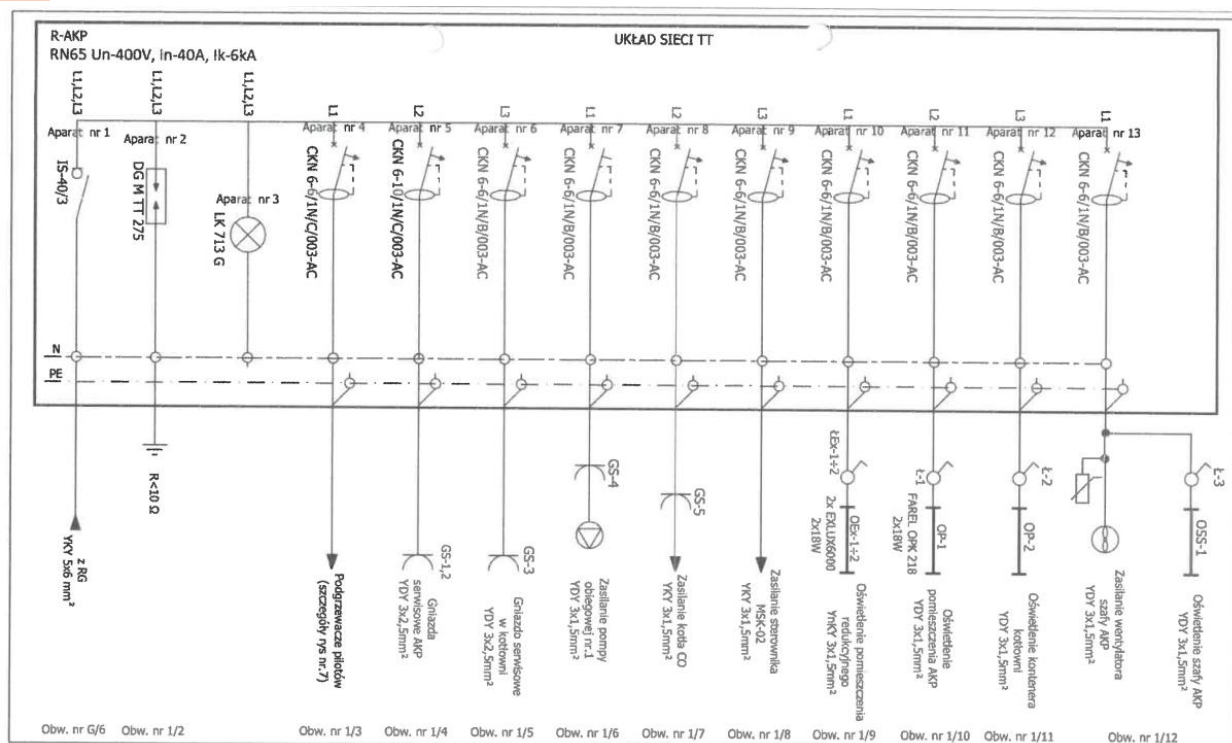 R-AKP
RN65 Un-400V, In-40A, Ik-6kA
UKŁAD SIECI TT
L1,L2,L3
L1,L2,L3
L1,L2,L3
L1
L2
L3
L1
L2
L3
L1
L2
L3
L1
Aparat nr 1
Aparat nr 2
Aparat nr 3
Aparat nr 4
Aparat nr 5
Aparat nr 6
Aparat nr 7
Aparat nr 8
Aparat nr 9
Aparat nr 10
Aparat nr 11
Aparat nr 12
Aparat nr 13
IS-40/3
DG M TT 275
LK 713 G
CKN 6-6/1N/C/003-AC
CKN 6-10/1N/C/003-AC
CKN 6-6/1N/B/003-AC
CKN 6-6/1N/B/003-AC
CKN 6-6/1N/B/003-AC
CKN 6-6/1N/B/003-AC
CKN 6-6/1N/B/003-AC
CKN 6-6/1N/B/003-AC
CKN 6-6/1N/B/003-AC
CKN 6-6/1N/B/003-AC
N
PE
z RG
YKY 5x6 mm²
R<10 Ω
Podgrzewacze pilotów
(szczegóły rys nr.7)
GS-1,2
Gniazda
serwisowe AKP
YDY 3x2,5mm²
GS-3
Gniazdo serwisowe
w kotłowni
YDY 3x2,5mm²
GS-4
Zasilanie pompy
obiegowej nr.1
YDY 3x1,5mm²
GS-5
Zasilanie kotła CO
YKY 3x1,5mm²
Zasilanie sterownika
MSK-02
YKY 3x1,5mm²
ŁEx-1÷2
OEx-1÷2
2x EXLUX6000
2x18W
Oświetlenie pomieszczenia
redukcyjnego
YnKY 3x1,5mm²
Ł-1
OP-1
FAREL OPK 218
2x18W
Oświetlenie
pomieszczenia AKP
YDY 3x1,5mm²
Ł-2
OP-2
Oświetlenie kontenera
kotłowni
YDY 3x1,5mm²
Zasilanie wentylatora
szafy AKP
YDY 3x1,5mm²
Ł-3
OSS-1
Oświetlenie szafy AKP
YDY 3x1,5mm²
Obw. nr G/6
Obw. nr 1/2
Obw. nr 1/3
Obw. nr 1/4
Obw. nr 1/5
Obw. nr 1/6
Obw. nr 1/7
Obw. nr 1/8
Obw. nr 1/9
Obw. nr 1/10
Obw. nr 1/11
Obw. nr 1/12